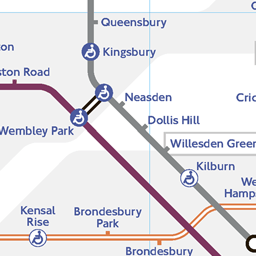 Queensbury
Kingsbury
ston Road
Neasden
Cric
Dollis Hill
Wembley Park
Willesden Green
Kilburn
We
Hamp
Kensal
Rise
Brondesbury
Park
Brondesbury